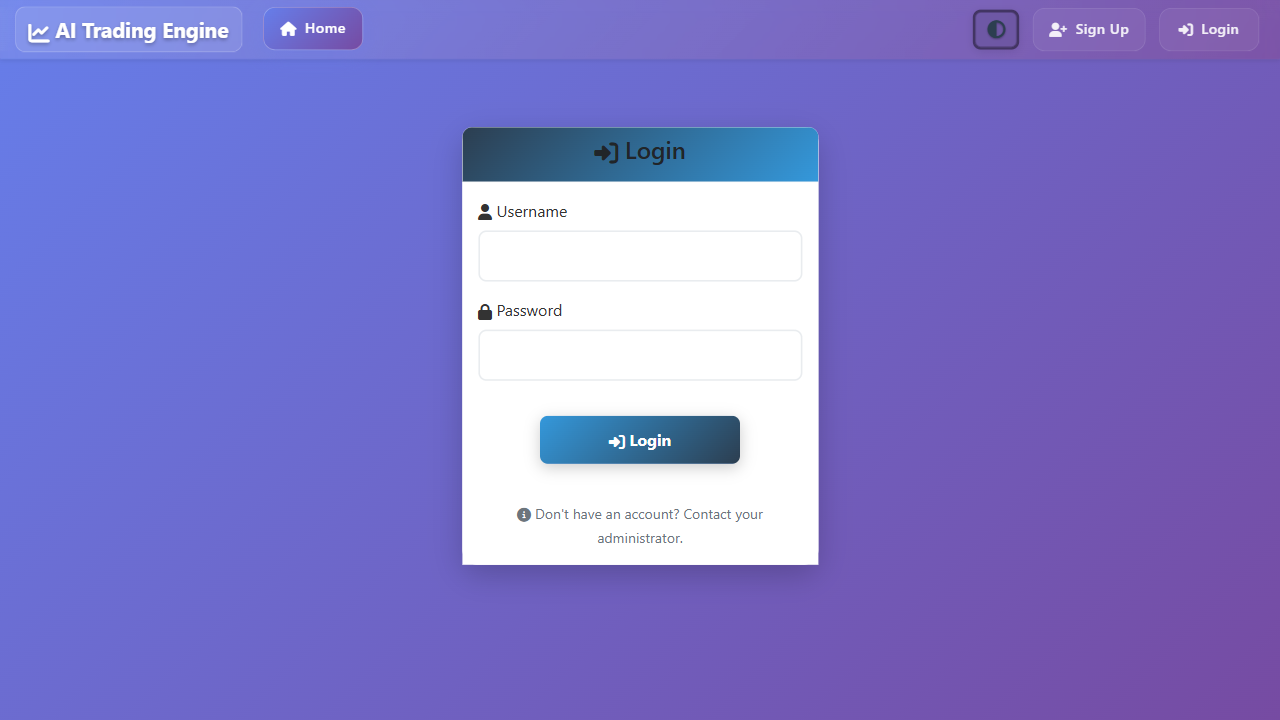 AI Trading Engine
Home
Sign Up
Login
Login
Username
Password
Login
Don't have an account? Contact your
administrator.